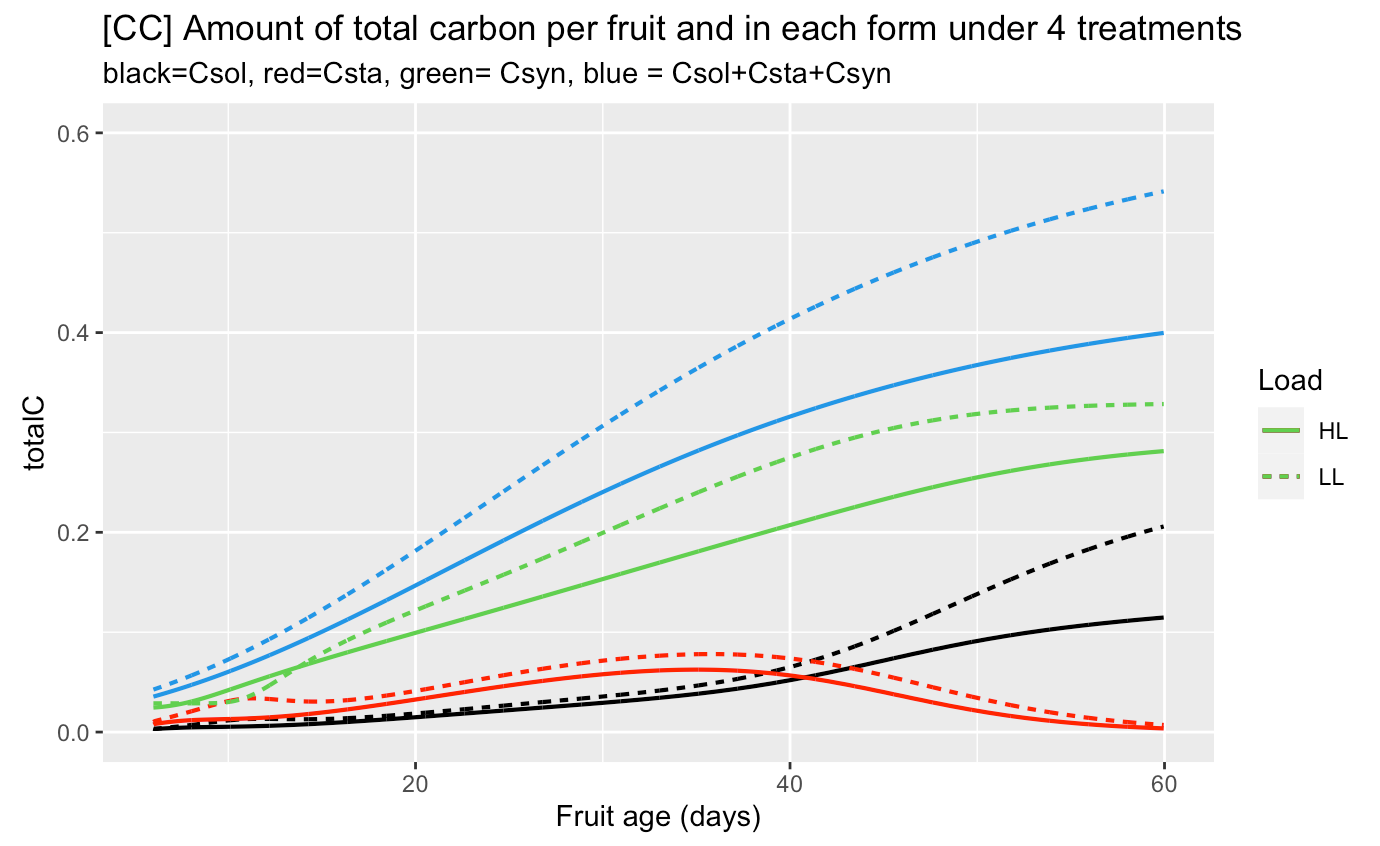 [CC] Amount of total carbon per fruit and in each form under 4 treatments
black=Csol, red=Csta, green= Csyn, blue = Csol+Csta+Csyn
0.6
0.4
0.2
0.0
totalC
20
40
60
Fruit age (days)
Load
HL
LL